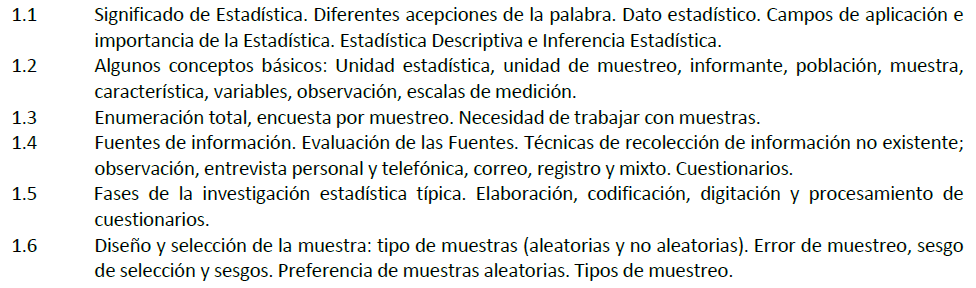 1.1 Significado de Estadística. Diferentes acepciones de la palabra. Dato estadístico. Campos de aplicación e
importancia de la Estadística. Estadística Descriptiva e Inferencia Estadística.
1.2 Algunos conceptos básicos: Unidad estadística, unidad de muestreo, informante, población, muestra,
característica, variables, observación, escalas de medición.
1.3 Enumeración total, encuesta por muestreo. Necesidad de trabajar con muestras.
1.4 Fuentes de información. Evaluación de las Fuentes. Técnicas de recolección de información no existente;
observación, entrevista personal y telefónica, correo, registro y mixto. Cuestionarios.
1.5 Fases de la investigación estadística típica. Elaboración, codificación, digitación y procesamiento de
cuestionarios.
1.6 Diseño y selección de la muestra: tipo de muestras (aleatorias y no aleatorias). Error de muestreo, sesgo
de selección y sesgos. Preferencia de muestras aleatorias. Tipos de muestreo.